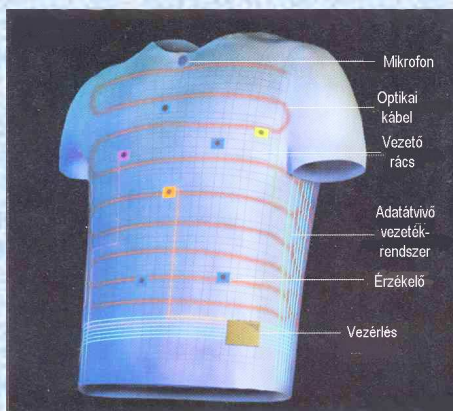 Mikrofon
Optikai
kábel
Vezető
rács
Adatátvivő
vezeték-
rendszer
Érzékelő
Vezérlés